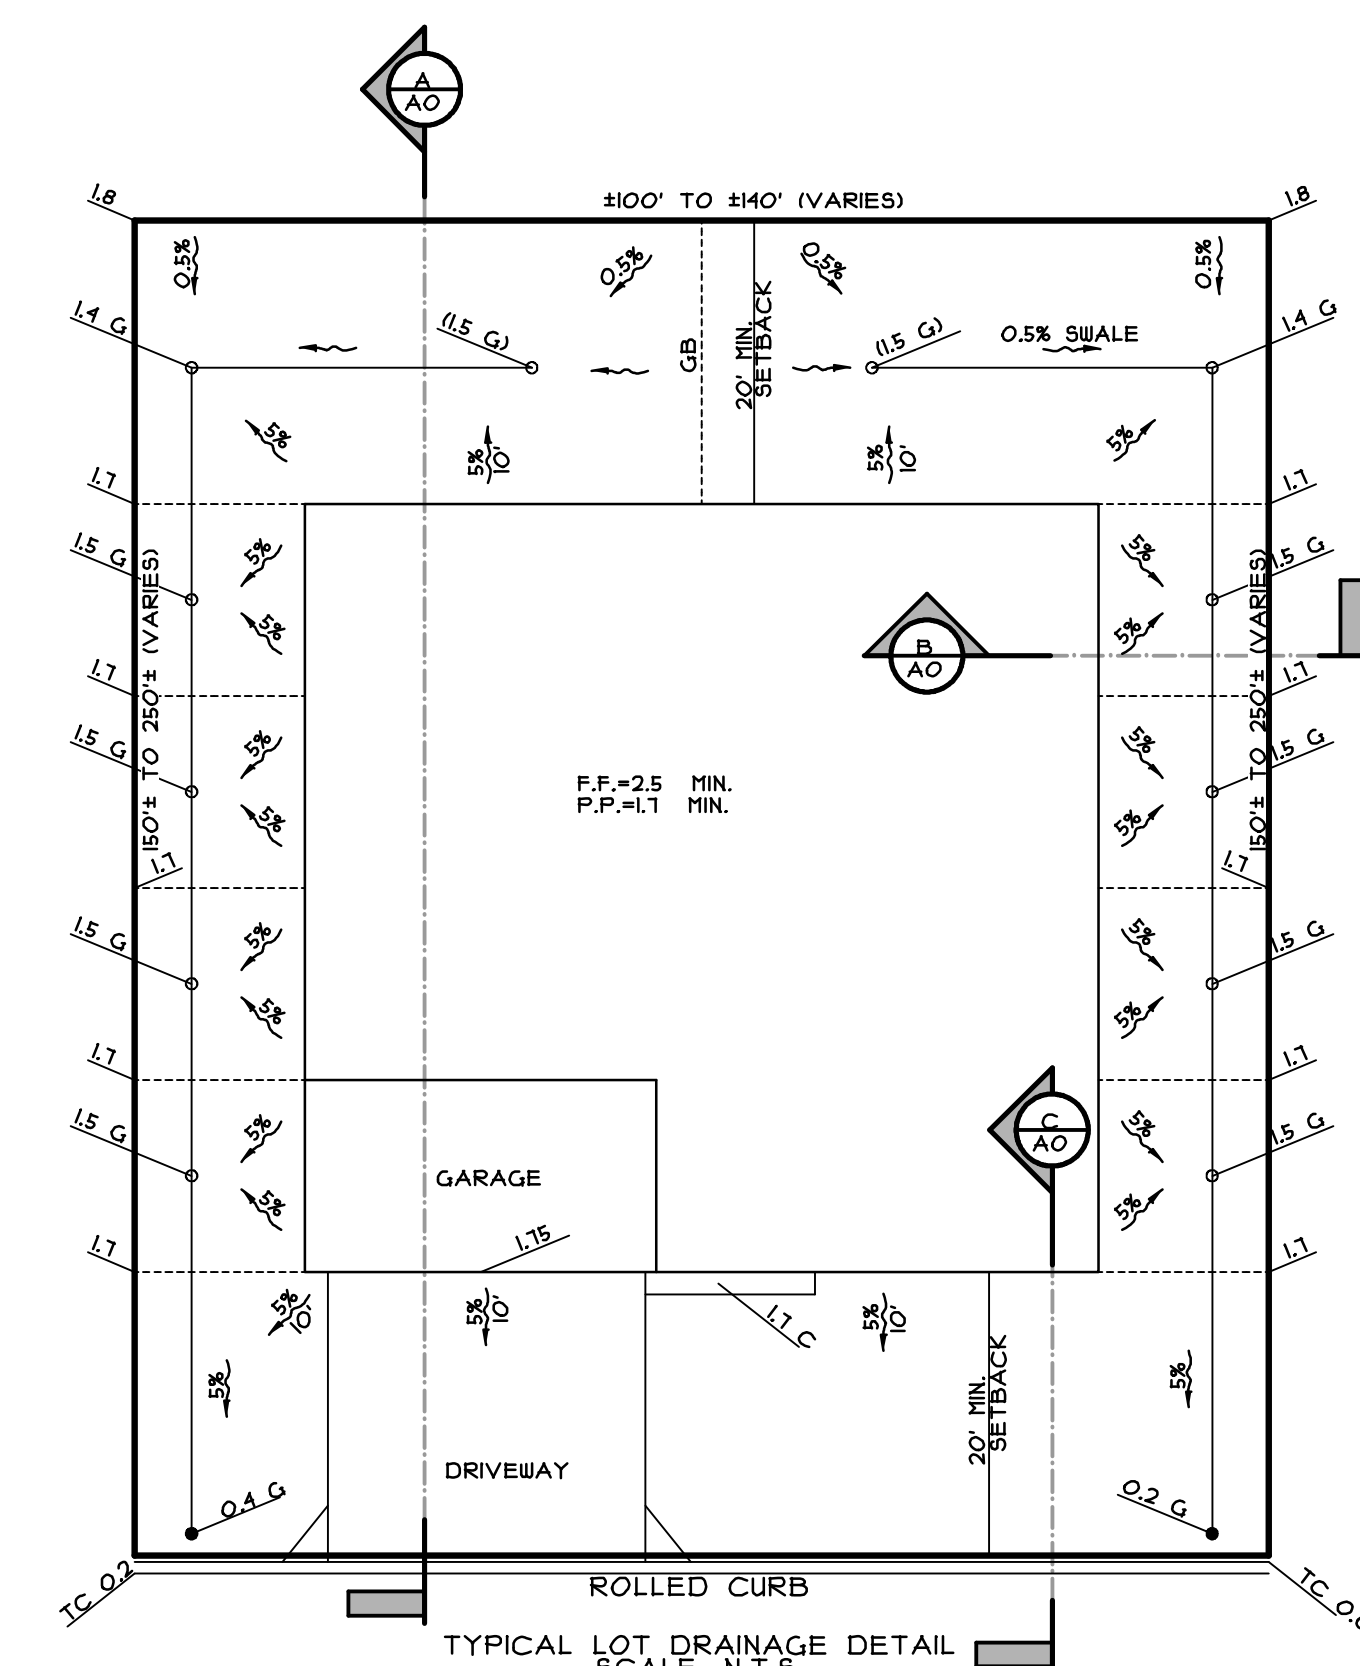 A
AO
±100' TO ±140' (VARIES)
1.8
1.8
0.5%
0.5%
0.5%
0.5%
1.4 G
(1.5 G)
GB
20' MIN.
SETBACK
(1.5 G)
0.5% SWALE
1.4 G
5%
5%
10'
5%
10'
5%
1.7
1.7
1.5 G
5%
5%
1.5 G
150'± TO 250'± (VARIES)
150'± TO 250'± (VARIES)
5%
5%
B
AO
1.7
1.7
1.5 G
5%
5%
1.5 G
F.F.=2.5 MIN.
P.P.=1.7 MIN.
5%
5%
1.7
1.7
1.5 G
5%
5%
1.5 G
5%
5%
1.7
1.7
C
AO
1.5 G
5%
5%
1.5 G
GARAGE
5%
5%
1.75
1.7
1.7
5%
10'
5%
10'
1.7 C
5%
10'
5%
20' MIN.
SETBACK
5%
DRIVEWAY
0.4 G
0.2 G
TC 0.2
ROLLED CURB
TC
TYPICAL LOT DRAINAGE DETAIL
SCALE N.T.S.